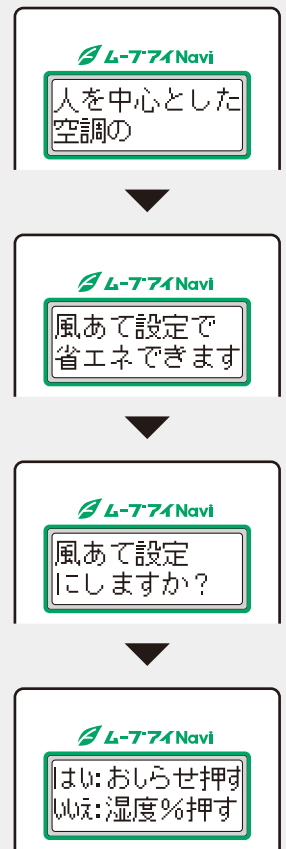 ムーブアイNavi
人を中心とした
空調の
ムーブアイNavi
風あて設定で
省エネできます
ムーブアイNavi
風あて設定
にしますか?
ムーブアイNavi
はい:おしらせ押す
いいえ:湿度%押す